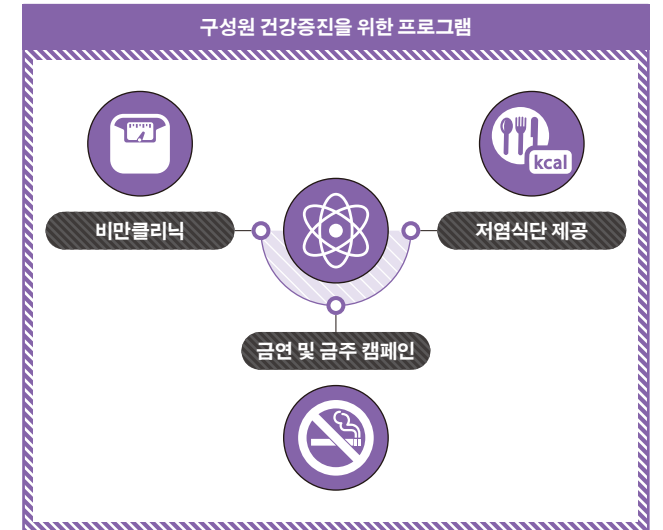 구성원 건강증진을 위한 프로그램
kcal
비만클리닉
저염식단 제공
금연 및 금주 캠페인